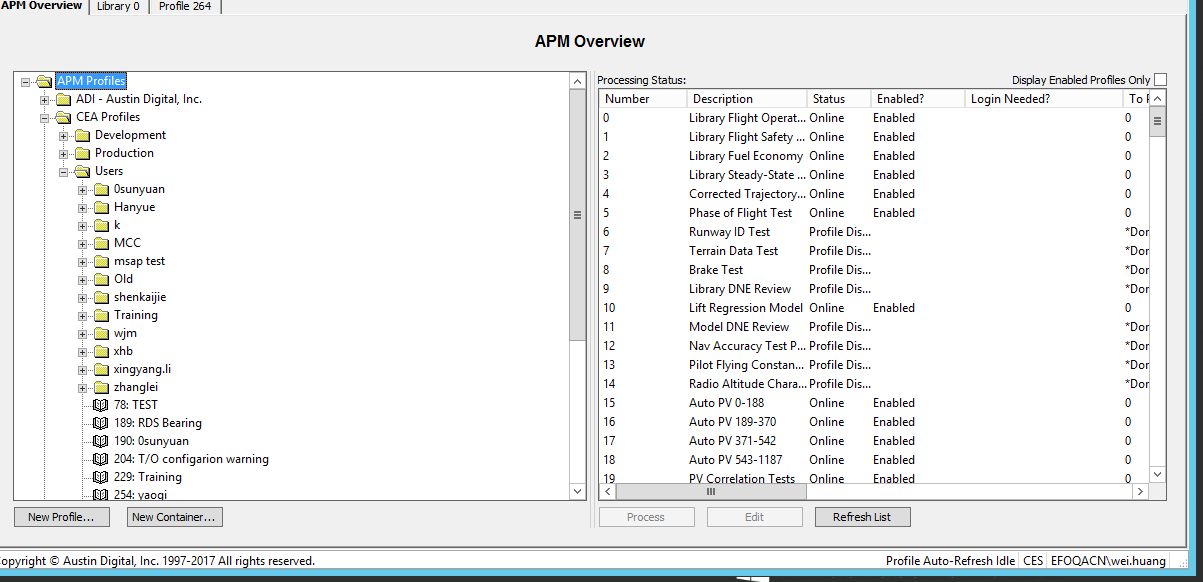 APM Overview Library 0 Profile 264
APM Overview
APM Profiles
ADI - Austin Digital, Inc.
CEA Profiles
Development
Production
Users
0sunyuan
Hanyue
k
MCC
msap test
Old
shenkaijie
Training
wjm
xhb
xingyang.li
zhanglei
78: TEST
189: RDS Bearing
190: 0sunyuan
204: T/O configarion warning
229: Training
254: yaoqi
New Profile... New Container...
Processing Status: Display Enabled Profiles Only
Number Description Status Enabled? Login Needed? To P
0 Library Flight Operat... Online Enabled 0
1 Library Flight Safety ... Online Enabled 0
2 Library Fuel Economy Online Enabled 0
3 Library Steady-State ... Online Enabled 0
4 Corrected Trajectory... Online Enabled 0
5 Phase of Flight Test Online Enabled 0
6 Runway ID Test Profile Dis... *Dor
7 Terrain Data Test Profile Dis... *Dor
8 Brake Test Profile Dis... *Dor
9 Library DNE Review Profile Dis... *Dor
10 Lift Regression Model Online Enabled 0
11 Model DNE Review Profile Dis... *Dor
12 Nav Accuracy Test P... Profile Dis... *Dor
13 Pilot Flying Constan... Profile Dis... *Dor
14 Radio Altitude Chara... Profile Dis... *Dor
15 Auto PV 0-188 Online Enabled 0
16 Auto PV 189-370 Online Enabled 0
17 Auto PV 371-542 Online Enabled 0
18 Auto PV 543-1187 Online Enabled 0
19 PV Correlation Tests Online Enabled 0
Process Edit Refresh List
opyright © Austin Digital, Inc. 1997-2017 All rights reserved. Profile Auto-Refresh Idle CES EFOQACN\wei.huang